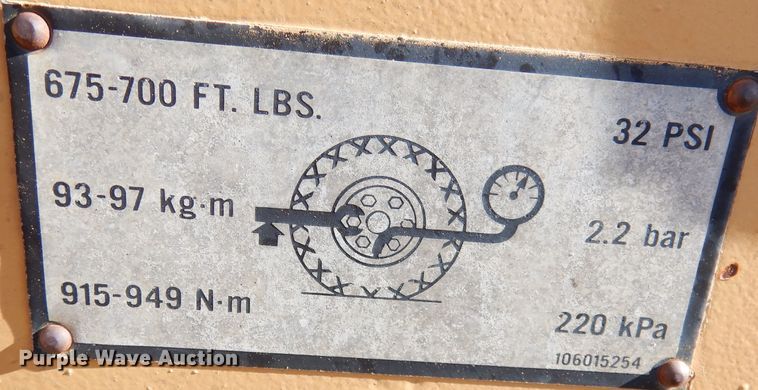 675-700 FT. LBS.
32 PSI
93-97 kg·m
2.2 bar
915-949 N·m
220 kPa
106015254
Purple Wave Auction